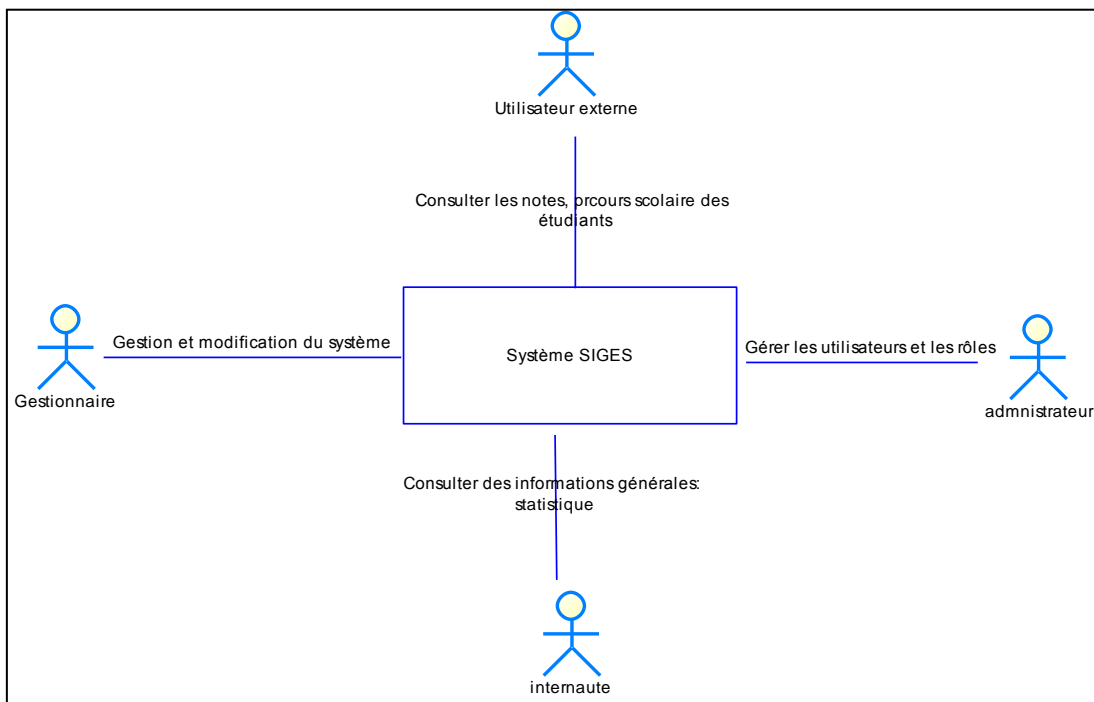 Utilisateur externe
Consulter les notes, prcours scolaire des
étudiants
Gestion et modification du système
Système SIGES
Gérer les utilisateurs et les rôles
Gestionnaire
admnistrateur
Consulter des informations générales:
statistique
internaute